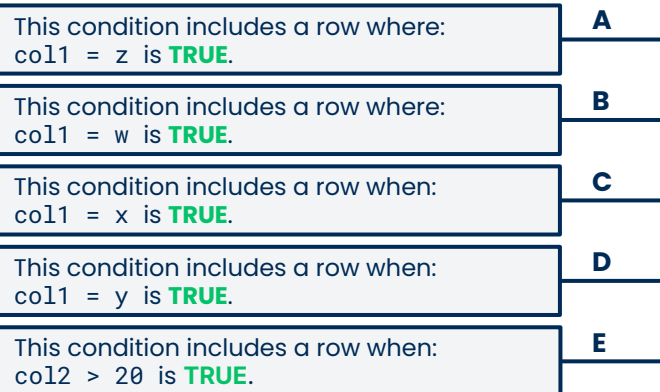 This condition includes a row where:
col1 = z is TRUE.
A
This condition includes a row where:
col1 = w is TRUE.
B
This condition includes a row when:
col1 = x is TRUE.
C
This condition includes a row when:
col1 = y is TRUE.
D
This condition includes a row when:
col2 > 20 is TRUE.
E